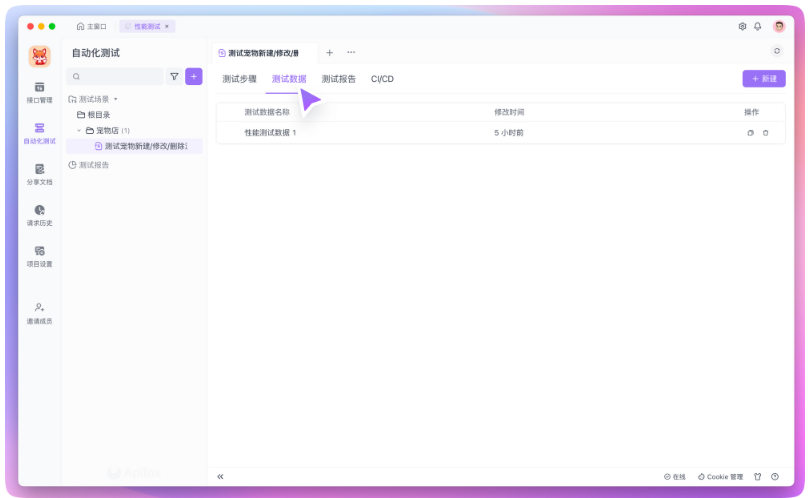 主窗口
性能测试
自动化测试
测试宠物新建/修改/册
测试步骤 测试数据 测试报告 CI/CD
+ 新建
接口管理
自动化测试
分享文档
请求历史
项目设置
邀请成员
测试场景
根目录
宠物店 (1)
测试宠物新建/修改/删除
测试报告
测试数据名称 修改时间 操作
性能测试数据 1 5 小时前
在线 Cookie 管理